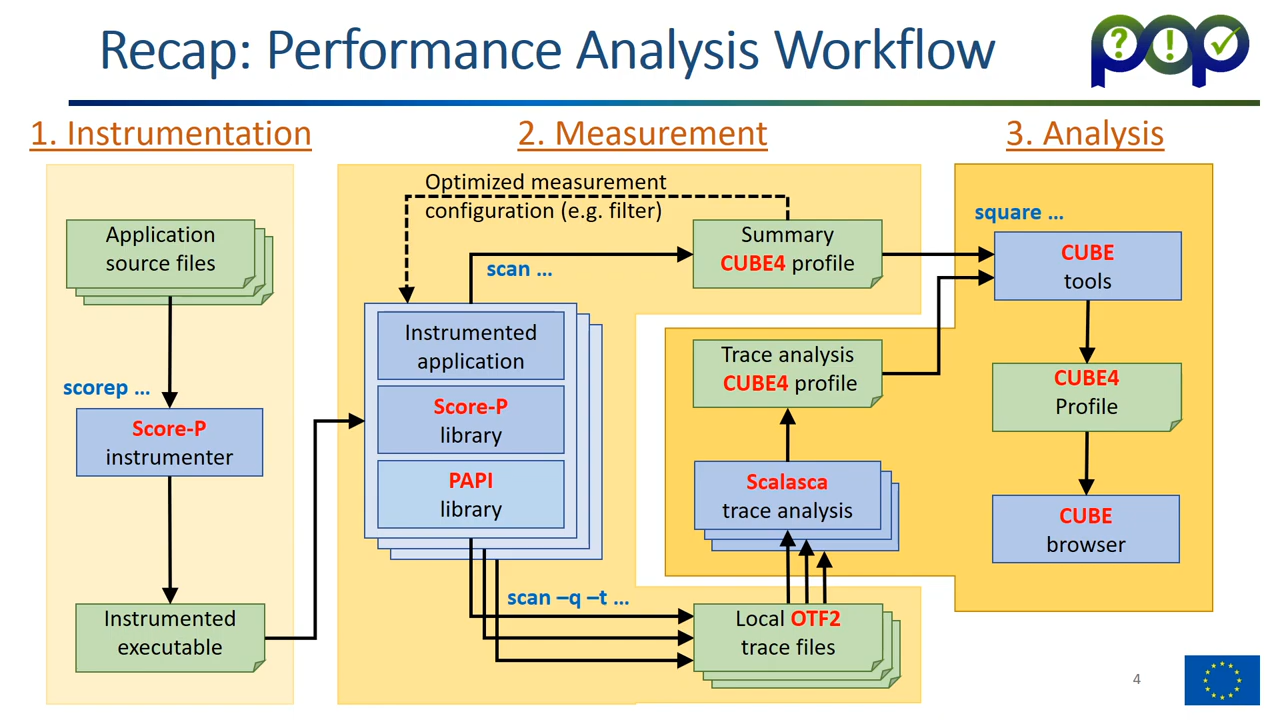 Recap: Performance Analysis Workflow
pop
? ! ✓
1. Instrumentation
2. Measurement
3. Analysis
Application
source files
scorep ...
Score-P
instrumenter
Instrumented
executable
Optimized measurement
configuration (e.g. filter)
scan ...
Summary
CUBE4 profile
Instrumented
application
Score-P
library
PAPI
library
scan –q –t ...
Local OTF2
trace files
Trace analysis
CUBE4 profile
Scalasca
trace analysis
square ...
CUBE
tools
CUBE4
Profile
CUBE
browser
4